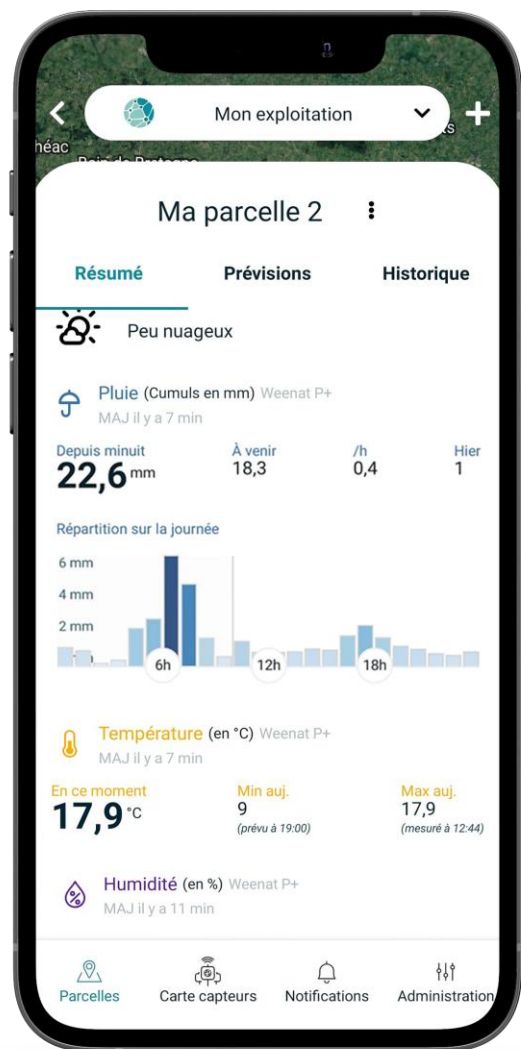 Mon exploitation
héac
Bain de Bretagne
Ma parcelle 2
Résumé Prévisions Historique
Peu nuageux
Pluie (Cumuls en mm) Weenat P+
MAJ il y a 7 min
Depuis minuit À venir /h Hier
22,6 mm 18,3 0,4 1
Répartition sur la journée
6 mm
4 mm
2 mm
6h 12h 18h
Température (en °C) Weenat P+
MAJ il y a 7 min
En ce moment Min auj. Max auj.
17,9 °C 9 17,9
(prévu à 19:00) (mesuré à 12:44)
Humidité (en %) Weenat P+
MAJ il y a 11 min
Parcelles Carte capteurs Notifications Administration